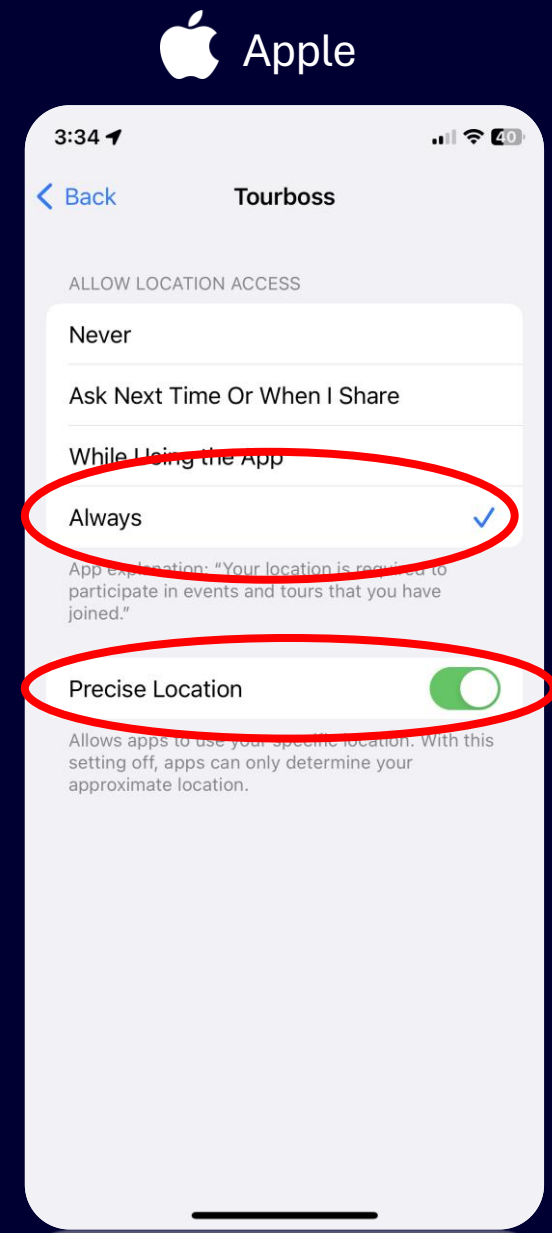 Apple
3:34
40
Back
Tourboss
ALLOW LOCATION ACCESS
Never
Ask Next Time Or When I Share
While Using the App
Always
App explanation: “Your location is required to
participate in events and tours that you have
joined.”
Precise Location
Allows apps to use your specific location. With this
setting off, apps can only determine your
approximate location.